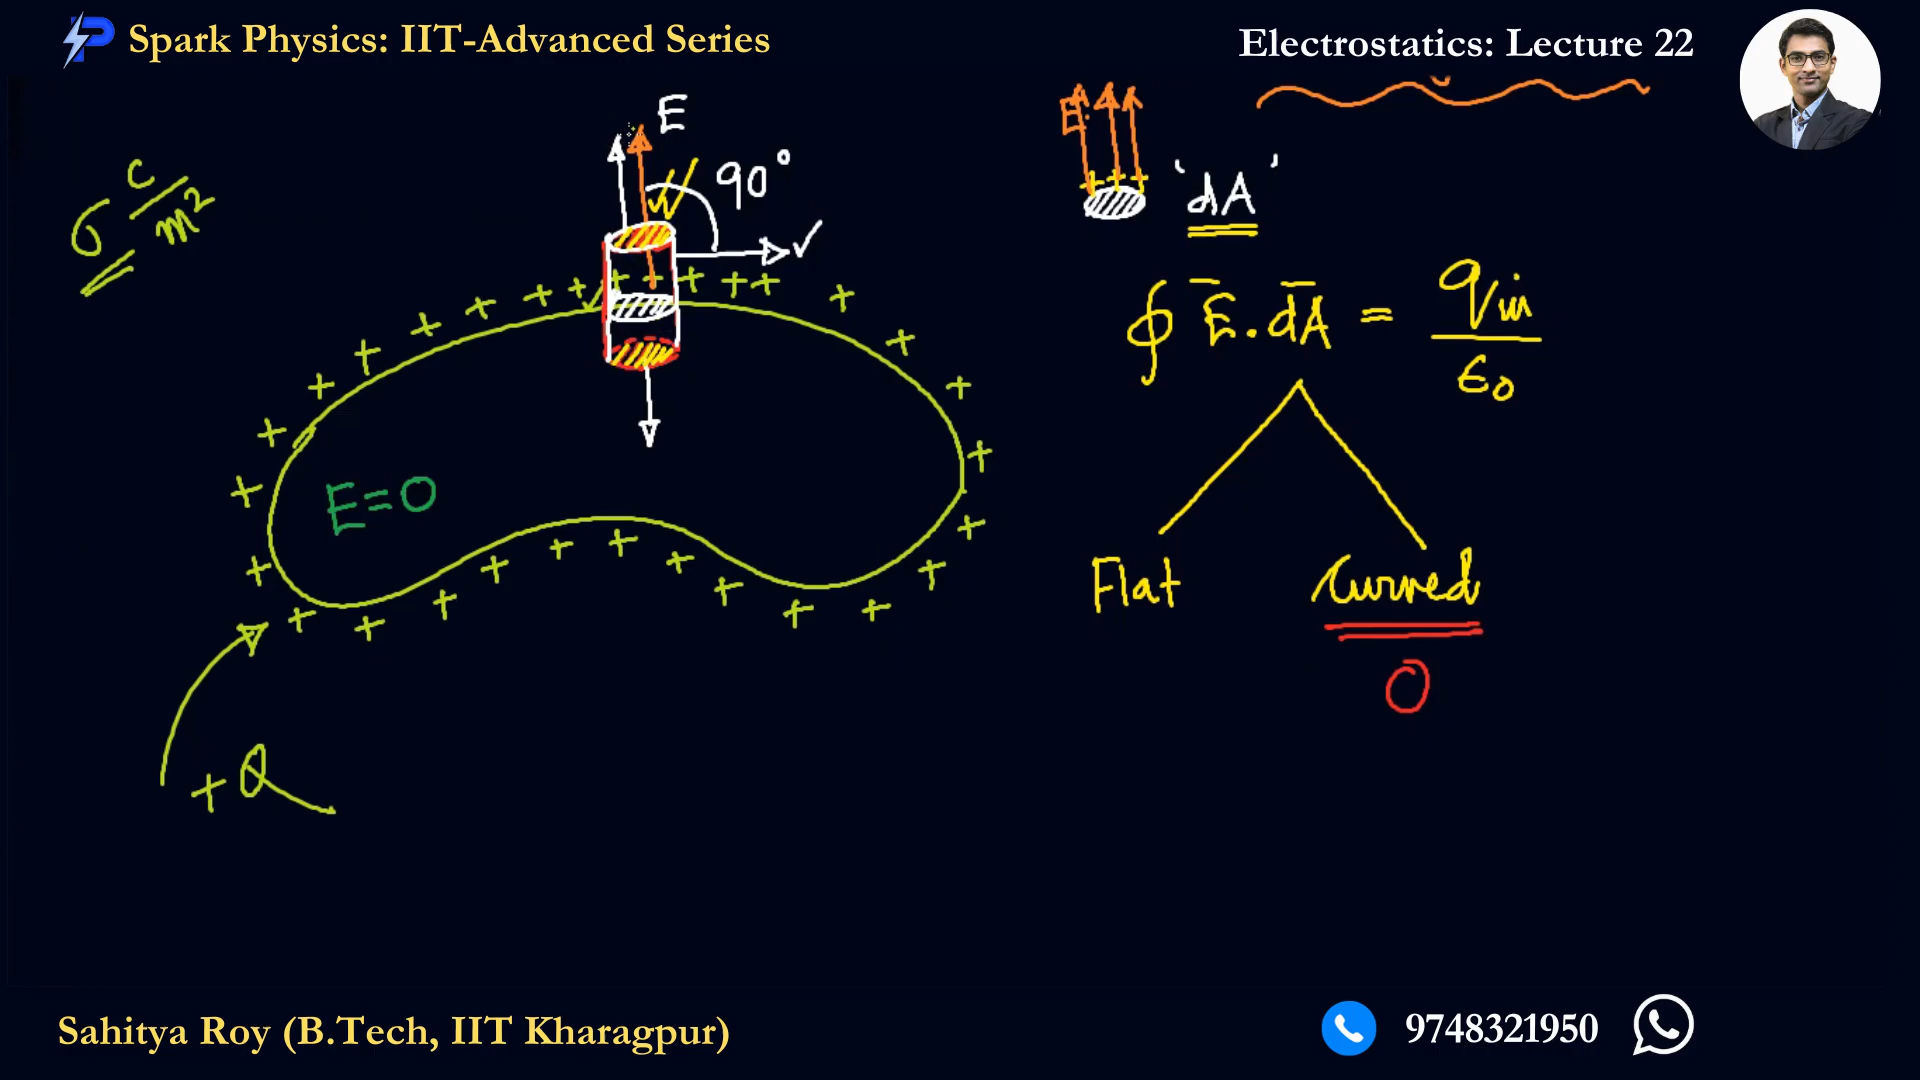 Spark Physics: IIT-Advanced Series
Electrostatics: Lecture 22
σ C/m²
E
90°
E
'dA'
∮ E̅ . d̅A̅ = qin/ϵ₀
E=0
Flat
Curved
0
+Q
Sahitya Roy (B.Tech, IIT Kharagpur)
9748321950